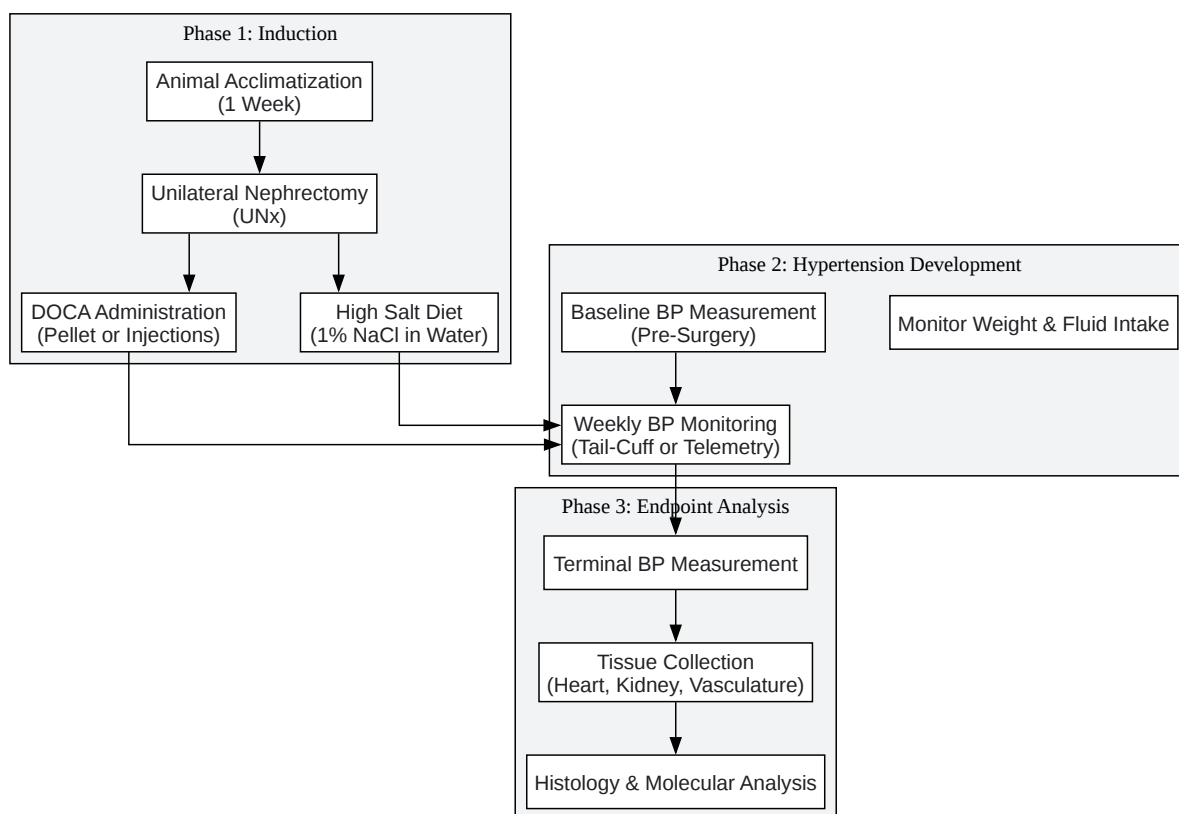 Phase 1: Induction
Animal Acclimatization
(1 Week)
Unilateral Nephrectomy
(UNx)
DOCA Administration
(Pellet or Injections)
High Salt Diet
(1% NaCl in Water)
Phase 2: Hypertension Development
Baseline BP Measurement
(Pre-Surgery)
Monitor Weight & Fluid Intake
Weekly BP Monitoring
(Tail-Cuff or Telemetry)
Phase 3: Endpoint Analysis
Terminal BP Measurement
Tissue Collection
(Heart, Kidney, Vasculature)
Histology & Molecular Analysis